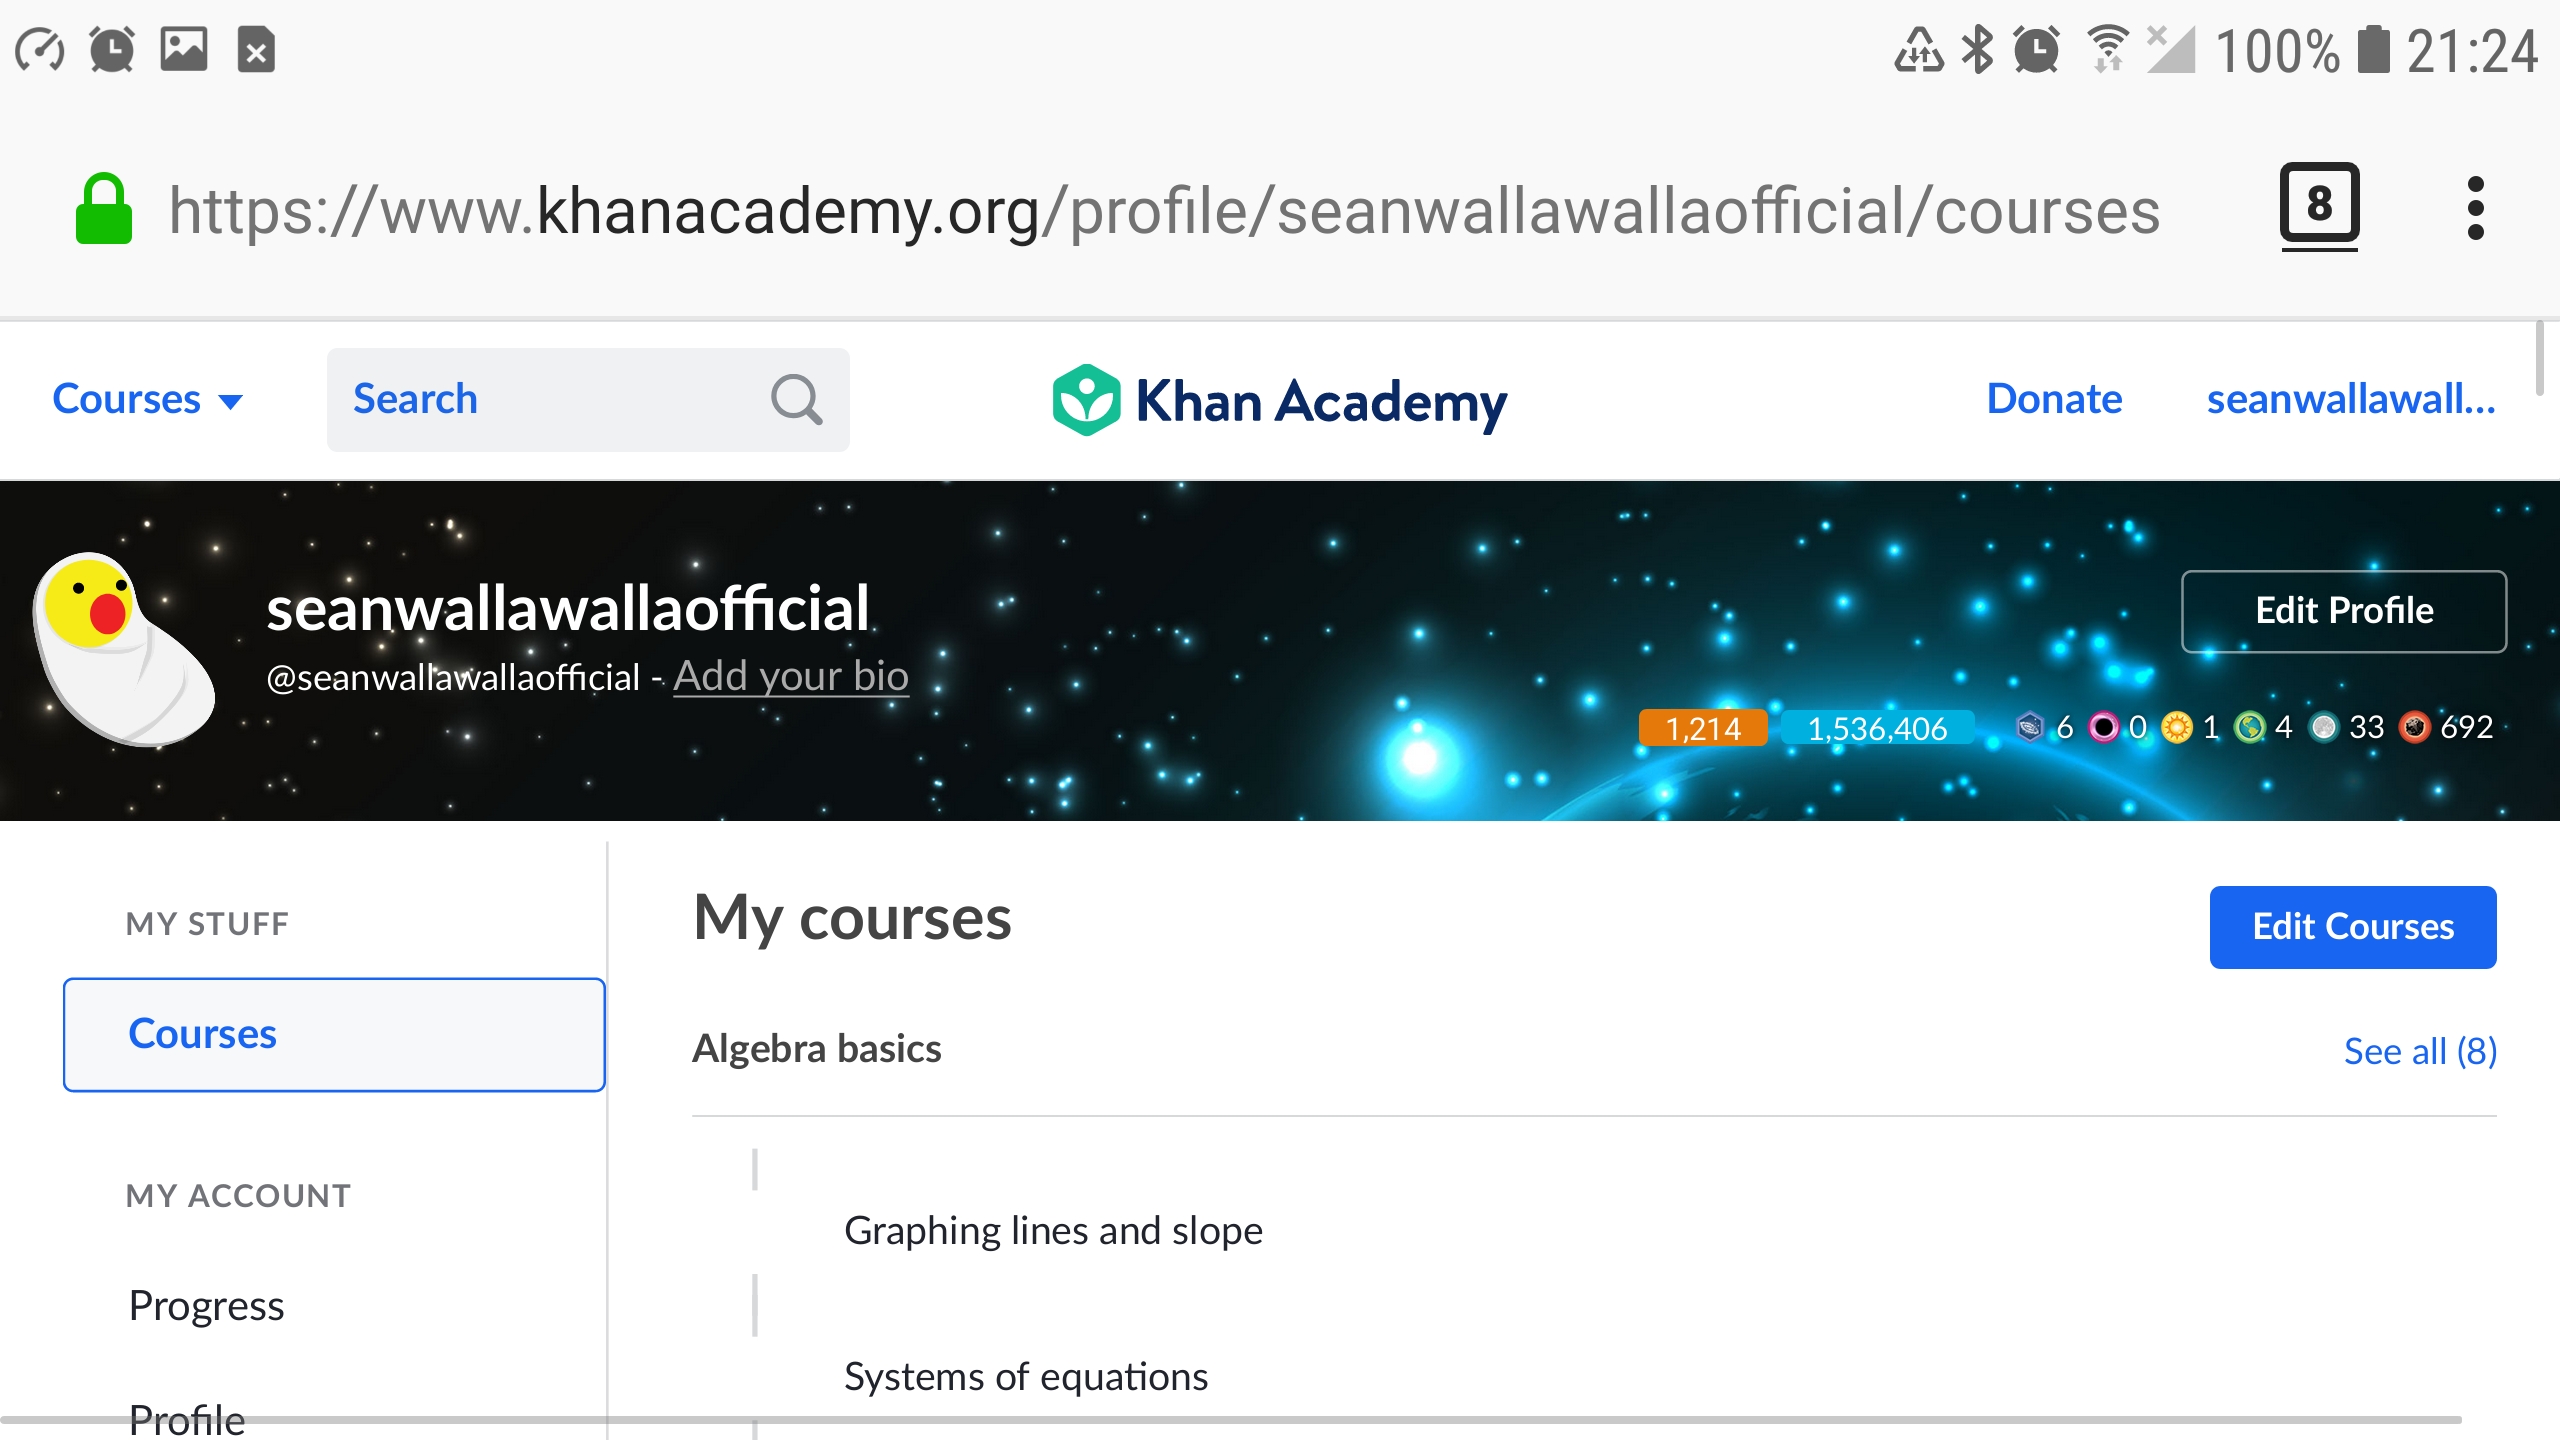 100% 21:24
https://www.khanacademy.org/profile/seanwallawallaofficial/courses 8
Courses Search Khan Academy Donate seanwallawall...
seanwallawallaofficial
Edit Profile
@seanwallawallaofficial - Add your bio
1,214 1,536,406 6 0 1 4 33 692
MY STUFF
Courses
MY ACCOUNT
Progress
Profile
My courses
Edit Courses
Algebra basics See all (8)
Graphing lines and slope
Systems of equations